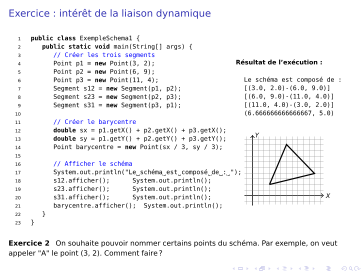 Exercice : intérêt de la liaison dynamique
1 public class ExempleSchema1 {
2 public static void main(String[] args) {
3 // Créer les trois segments
4 Point p1 = new Point(3, 2);
5 Point p2 = new Point(6, 9);
6 Point p3 = new Point(11, 4);
7 Segment s12 = new Segment(p1, p2);
8 Segment s23 = new Segment(p2, p3);
9 Segment s31 = new Segment(p3, p1);
10
11 // Créer le barycentre
12 double sx = p1.getX() + p2.getX() + p3.getX();
13 double sy = p1.getY() + p2.getY() + p3.getY();
14 Point barycentre = new Point(sx / 3, sy / 3);
15
16 // Afficher le schéma
17 System.out.println("Le_schéma_est_composé_de_:_");
18 s12.afficher(); System.out.println();
19 s23.afficher(); System.out.println();
20 s31.afficher(); System.out.println();
21 barycentre.afficher(); System.out.println();
22 }
23 }
Résultat de l'exécution :
Le schéma est composé de :
[(3.0, 2.0)-(6.0, 9.0)]
[(6.0, 9.0)-(11.0, 4.0)]
[(11.0, 4.0)-(3.0, 2.0)]
(6.666666666666667, 5.0)
Y
X
Exercice 2 On souhaite pouvoir nommer certains points du schéma. Par exemple, on veut
appeler "A" le point (3, 2). Comment faire ?